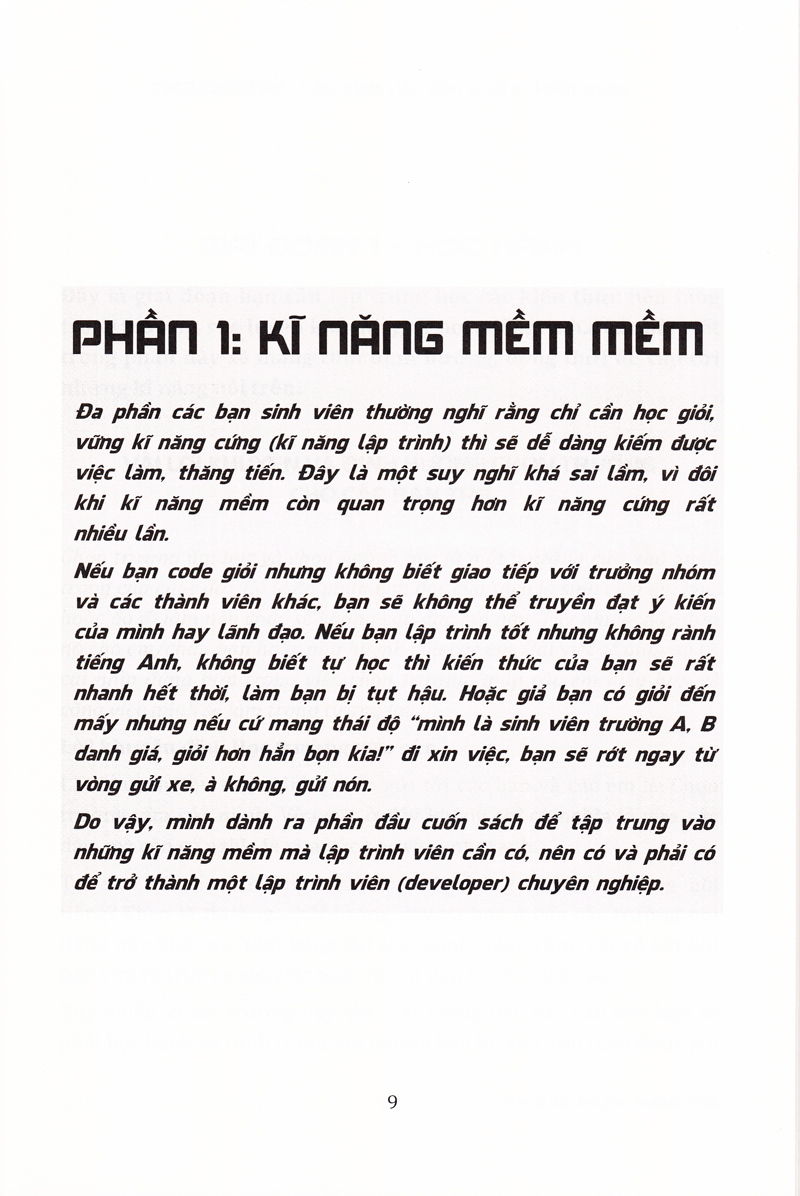 PHẦN 1: KĨ NĂNG MỀM MỀM
Đa phần các bạn sinh viên thường nghĩ rằng chỉ cần học giỏi,
vững kĩ năng cứng (kĩ năng lập trình) thì sẽ dễ dàng kiếm được
việc làm, thăng tiến. Đây là một suy nghĩ khá sai lầm, vì đôi
khi kĩ năng mềm còn quan trọng hơn kĩ năng cứng rất
nhiều lần.
Nếu bạn code giỏi nhưng không biết giao tiếp với trưởng nhóm
và các thành viên khác, bạn sẽ không thể truyền đạt ý kiến
của mình hay lãnh đạo. Nếu bạn lập trình tốt nhưng không rành
tiếng Anh, không biết tự học thì kiến thức của bạn sẽ rất
nhanh hết thời, làm bạn bị tụt hậu. Hoặc giả bạn có giỏi đến
mấy nhưng nếu cứ mang thái độ “mình là sinh viên trường A, B
danh giá, giỏi hơn hẳn bọn kia!” đi xin việc, bạn sẽ rớt ngay từ
vòng gửi xe, à không, gửi nón.
Do vậy, mình dành ra phần đầu cuốn sách để tập trung vào
những kĩ năng mềm mà lập trình viên cần có, nên có và phải có
để trở thành một lập trình viên (developer) chuyên nghiệp.
9